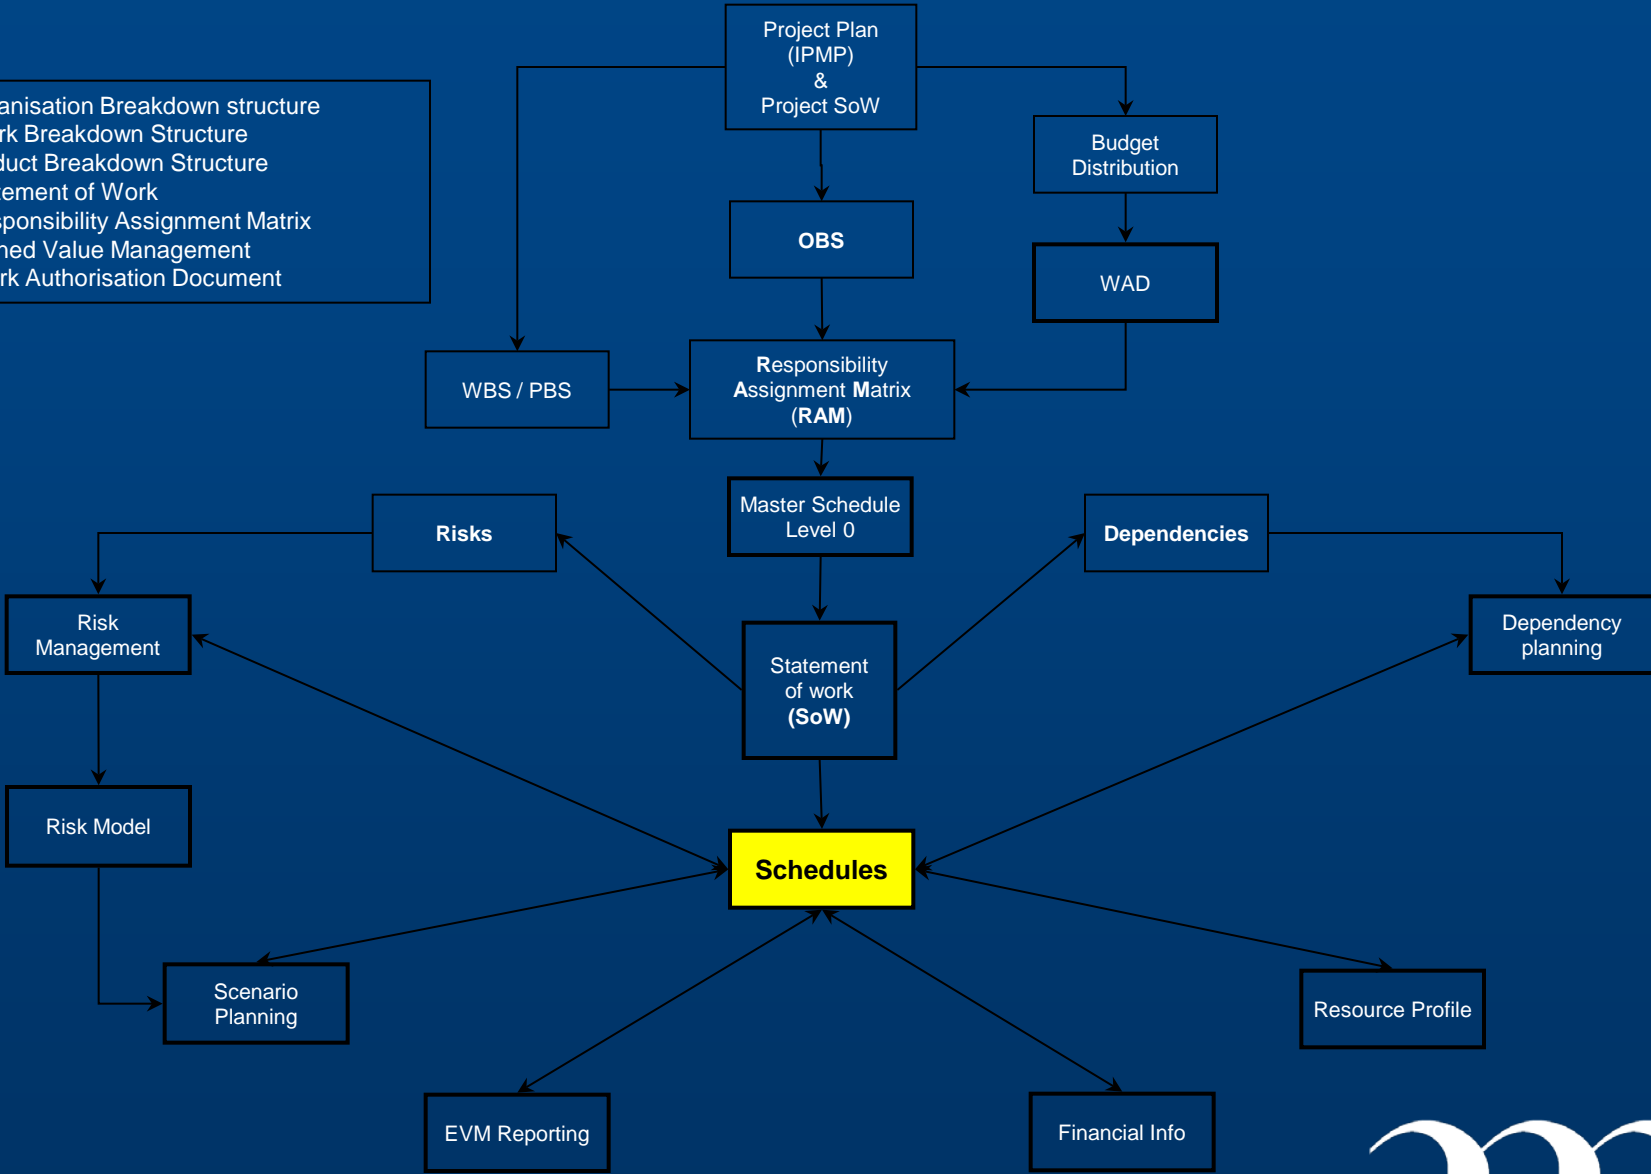 Project Plan
(IPMP)
&
Project SoW
anisation Breakdown structure
rk Breakdown Structure
duct Breakdown Structure
tement of Work
sponsibility Assignment Matrix
ned Value Management
rk Authorisation Document
Budget
Distribution
OBS
WAD
WBS / PBS
Responsibility
Assignment Matrix
(RAM)
Master Schedule
Level 0
Risks
Dependencies
Risk
Management
Statement
of work
(SoW)
Dependency
planning
Risk Model
Schedules
Scenario
Planning
Resource Profile
EVM Reporting
Financial Info